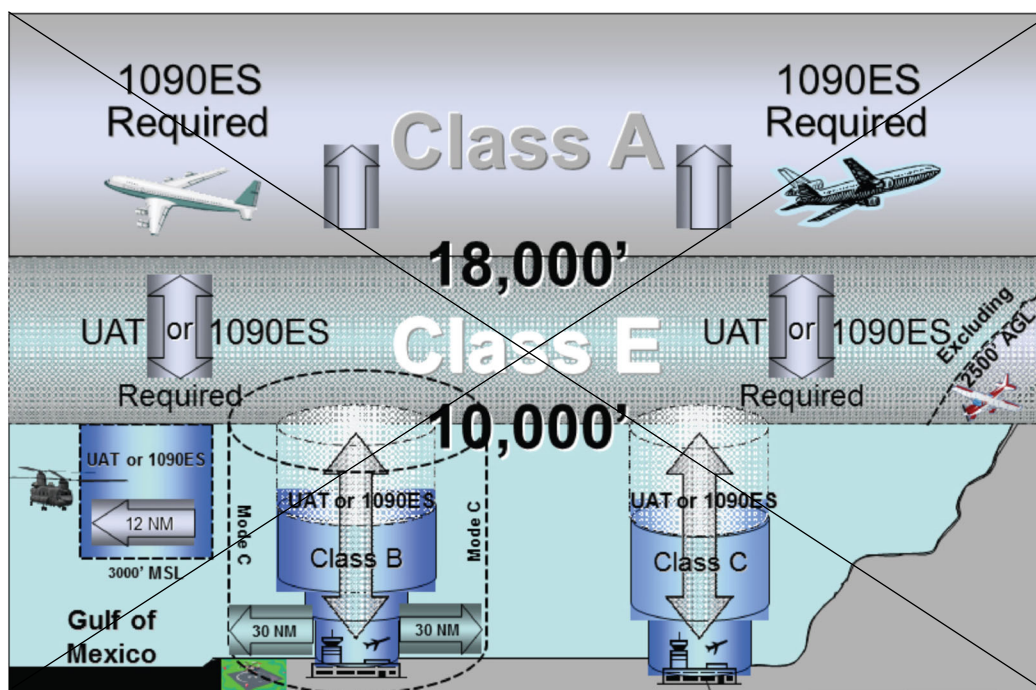 1090ES
Required
1090ES
Required
Class A
18,000’
UAT or 1090ES
Required
Class E
UAT or 1090ES
Required
Excluding
2500’ AGL
10,000’
UAT or 1090ES
12 NM
3000’ MSL
Gulf of
Mexico
Mode C
UAT or 1090ES
Class B
Mode C
30 NM
30 NM
UAT or 1090ES
Class C